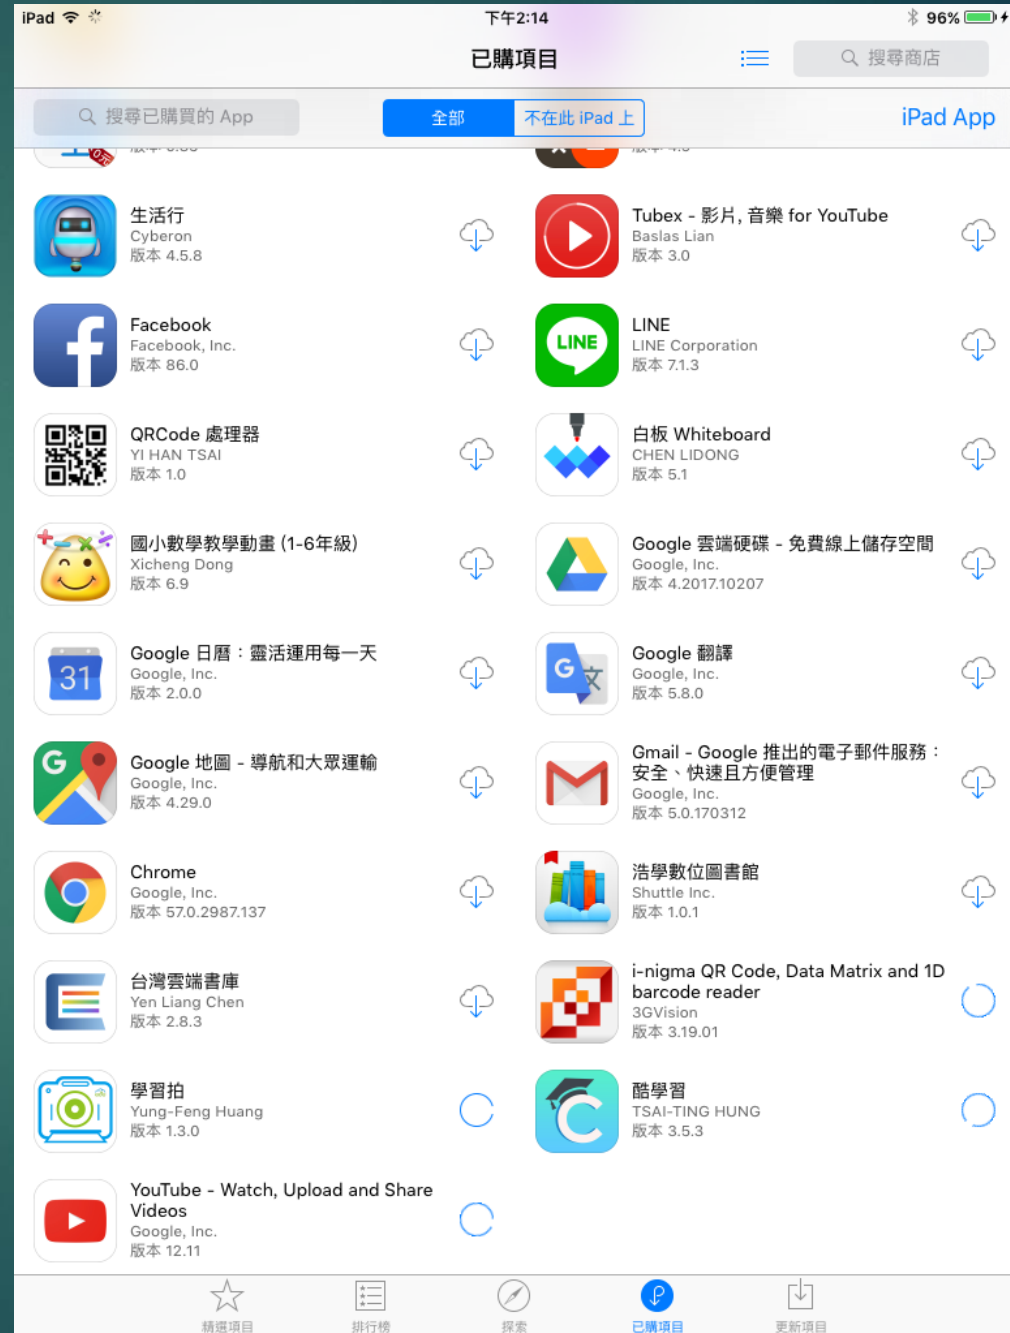 iPad
下午2:14
96%
已購項目
搜尋商店
搜尋已購買的 App
全部
不在此 iPad 上
iPad App
0元
生活行
Cyberon
版本 4.5.8
Tubex - 影片, 音樂 for YouTube
Baslas Lian
版本 3.0
Facebook
Facebook, Inc.
版本 86.0
LINE
LINE
LINE Corporation
版本 7.1.3
QRCode 處理器
YI HAN TSAI
版本 1.0
白板 Whiteboard
CHEN LIDONG
版本 5.1
國小數學教學動畫 (1-6年級)
Xicheng Dong
版本 6.9
Google 雲端硬碟 - 免費線上儲存空間
Google, Inc.
版本 4.2017.10207
31
Google 日曆：靈活運用每一天
Google, Inc.
版本 2.0.0
G 文
Google 翻譯
Google, Inc.
版本 5.8.0
G
Google 地圖 - 導航和大眾運輸
Google, Inc.
版本 4.29.0
Gmail - Google 推出的電子郵件服務：
安全、快速且方便管理
Google, Inc.
版本 5.0.170312
Chrome
Google, Inc.
版本 57.0.2987.137
浩學數位圖書館
Shuttle Inc.
版本 1.0.1
台灣雲端書庫
Yen Liang Chen
版本 2.8.3
i-nigma QR Code, Data Matrix and 1D
barcode reader
3GVision
版本 3.19.01
學習拍
Yung-Feng Huang
版本 1.3.0
酷學習
TSAI-TING HUNG
版本 3.5.3
YouTube - Watch, Upload and Share
Videos
Google, Inc.
版本 12.11
精選項目
排行榜
探索
已購項目
更新項目